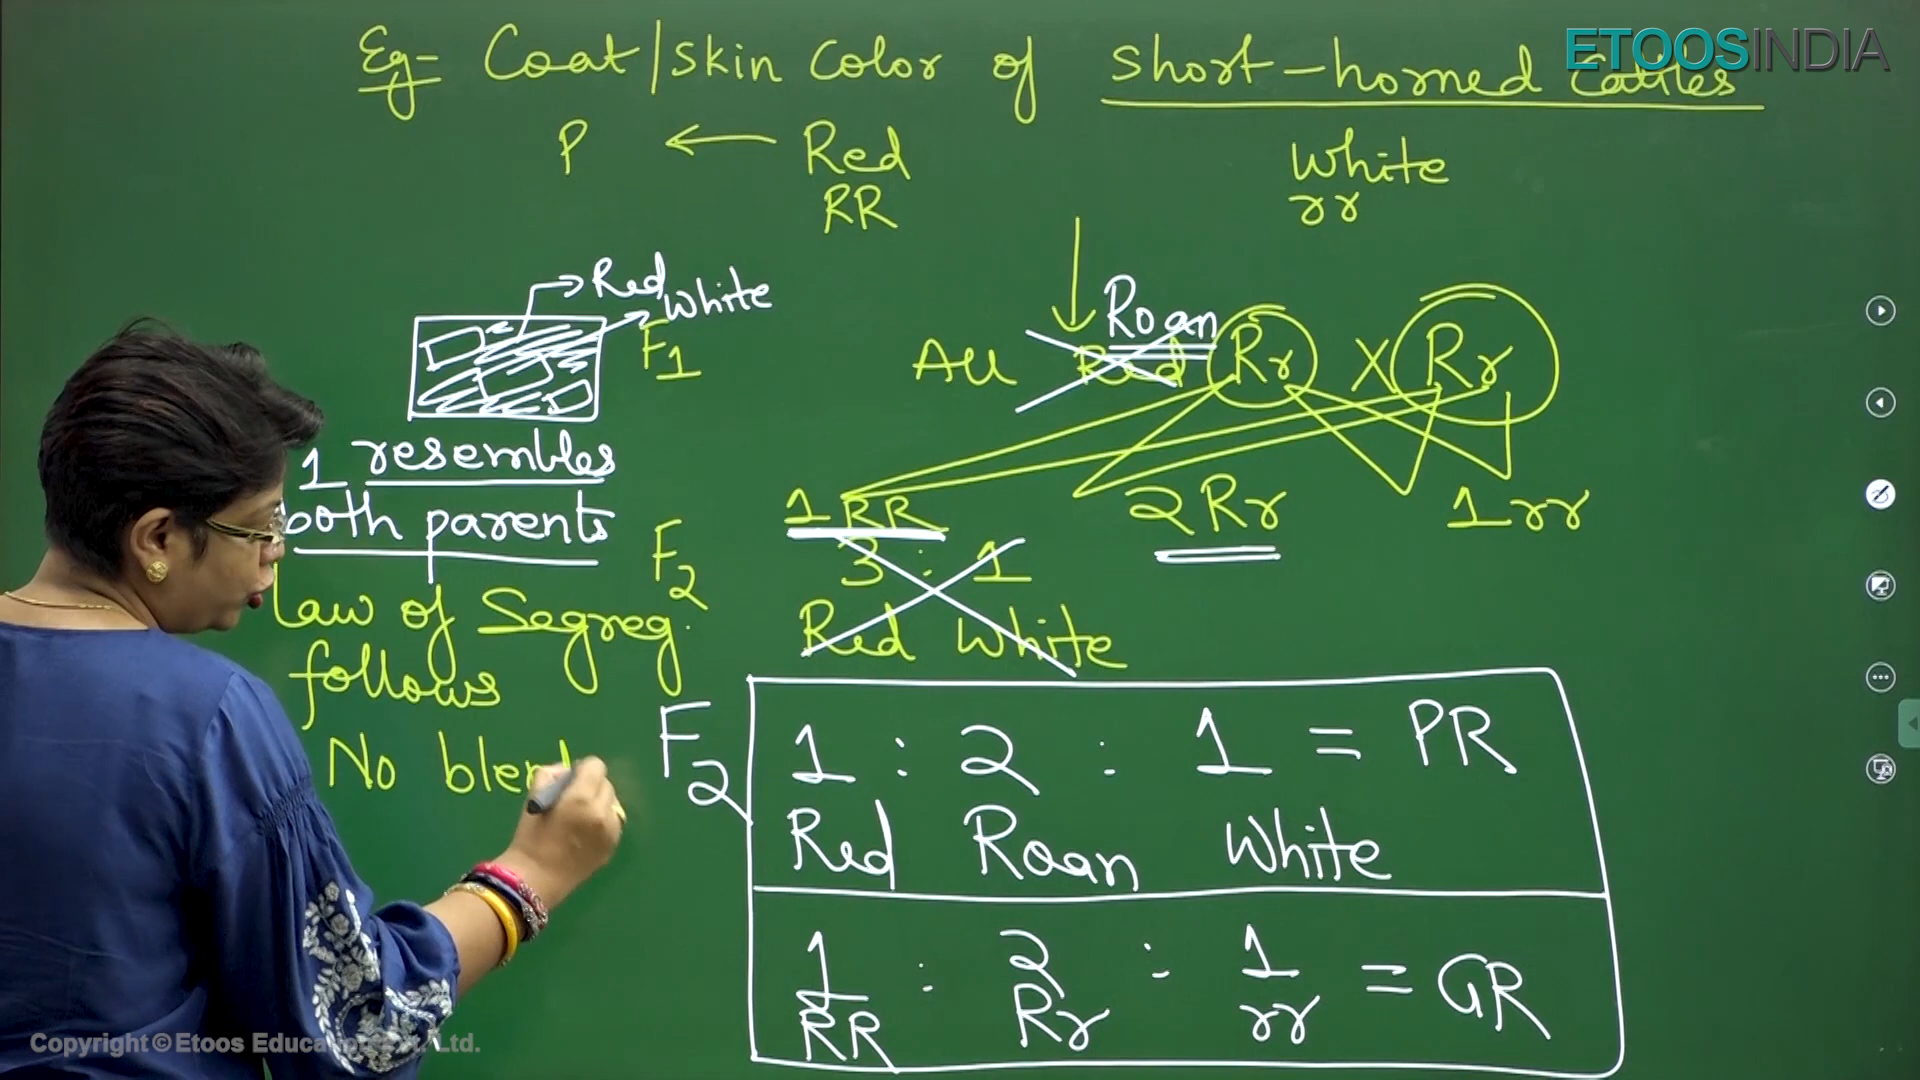 Eg= Coat/skin color of short-horned Cattles
ETOOSINDIA
P ← Red White
RR rr
Red
White
Roan
F1 All Red Rr X Rr
1 resembles
both parents
1 RR 2 Rr 1 rr
F2 3 : 1
Red White
Law of Segreg.
follows
No blend
F2 1 : 2 : 1 = PR
Red Roan White
1 : 2 : 1 = GR
RR Rr rr
Copyright © Etoos Educa Ltd.